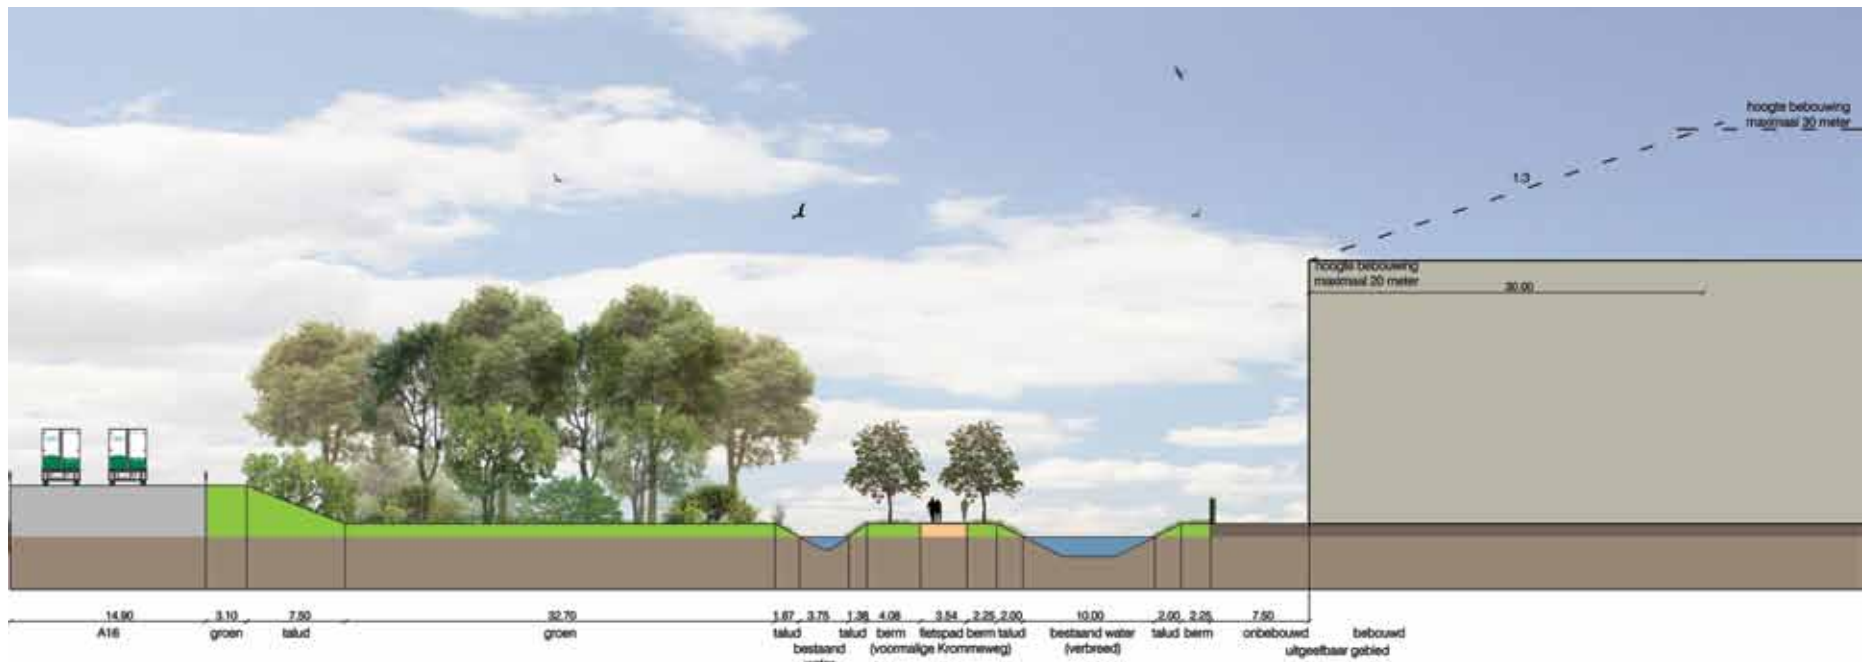 hoogte bebouwing
maximaal 30 meter
1:3
hoogte bebouwing
maximaal 20 meter
30.00
14.90 3.10 7.50 32.70 1.87 3.75 1.38 4.08 3.54 2.25 2.00 10.00 2.00 2.25 7.50
A16 groen talud groen talud talud berm fietspad berm talud bestaand water talud berm onbebouwd bebouwd
bestaand (voormalige Krommeweg) (verbreed) uitgeefbaar gebied
water